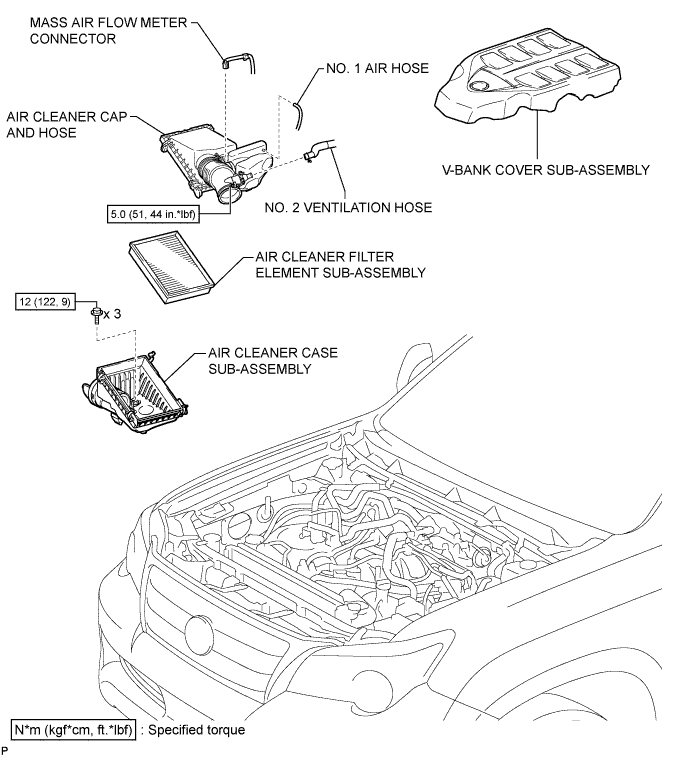 MASS AIR FLOW METER
CONNECTOR
NO. 1 AIR HOSE
AIR CLEANER CAP
AND HOSE
V-BANK COVER SUB-ASSEMBLY
NO. 2 VENTILATION HOSE
5.0 (51, 44 in.*lbf)
AIR CLEANER FILTER
ELEMENT SUB-ASSEMBLY
12 (122, 9)
x 3
AIR CLEANER CASE
SUB-ASSEMBLY
N*m (kgf*cm, ft.*lbf) : Specified torque
P